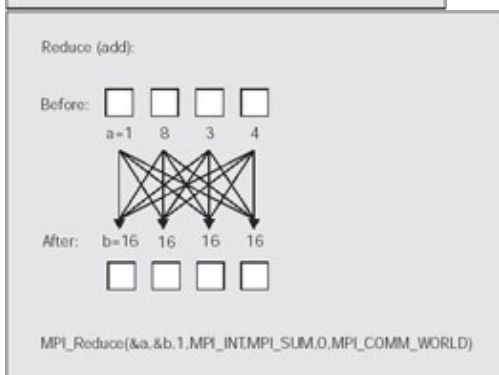 Reduce (add):
Before:
a=1 8 3 4
After: b=16 16 16 16
MPI_Reduce(&a,&b,1,MPI_INT,MPI_SUM,0,MPI_COMM_WORLD)